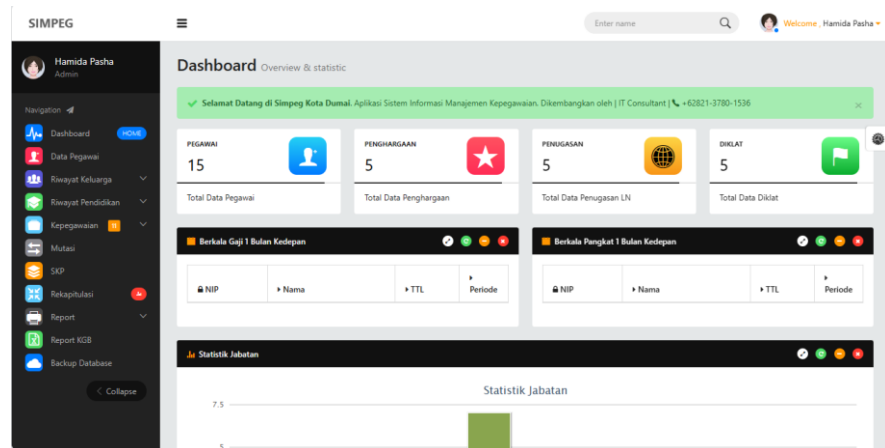 SIMPEG
Enter name
Welcome , Hamida Pasha
Hamida Pasha
Admin
Navigation
Dashboard HOME
Data Pegawai
Riwayat Keluarga
Riwayat Pendidikan
Kepegawaian 11
Mutasi
SKP
Rekapitulasi
Report
Report KGB
Backup Database
Collapse
Dashboard Overview & statistic
Selamat Datang di Simpeg Kota Dumai. Aplikasi Sistem Informasi Manajemen Kepegawaian. Dikembangkan oleh | IT Consultant | +62821-3780-1536
PEGAWAI
15
Total Data Pegawai
PENGHARGAAN
5
Total Data Penghargaan
PENUGASAN
5
Total Data Penugasan LN
DIKLAT
5
Total Data Diklat
Berkala Gaji 1 Bulan Kedepan
NIP Nama TTL Periode
Berkala Pangkat 1 Bulan Kedepan
NIP Nama TTL Periode
Statistik Jabatan
Statistik Jabatan
7.5
5